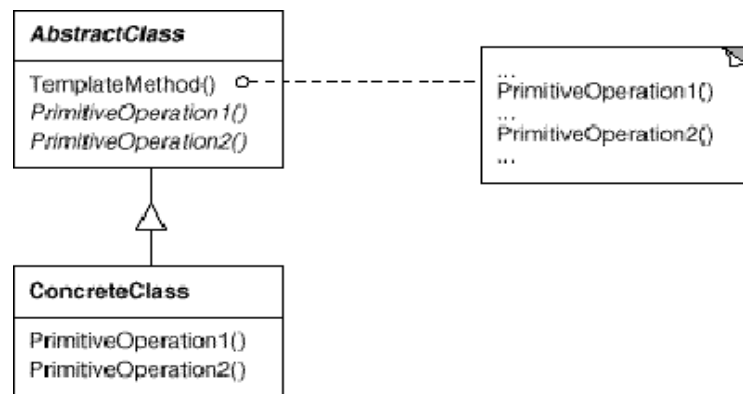 AbstractClass
TemplateMethod()
PrimitiveOperation1()
PrimitiveOperation2()
...
PrimitiveOperation1()
...
PrimitiveOperation2()
...
ConcreteClass
PrimitiveOperation1()
PrimitiveOperation2()